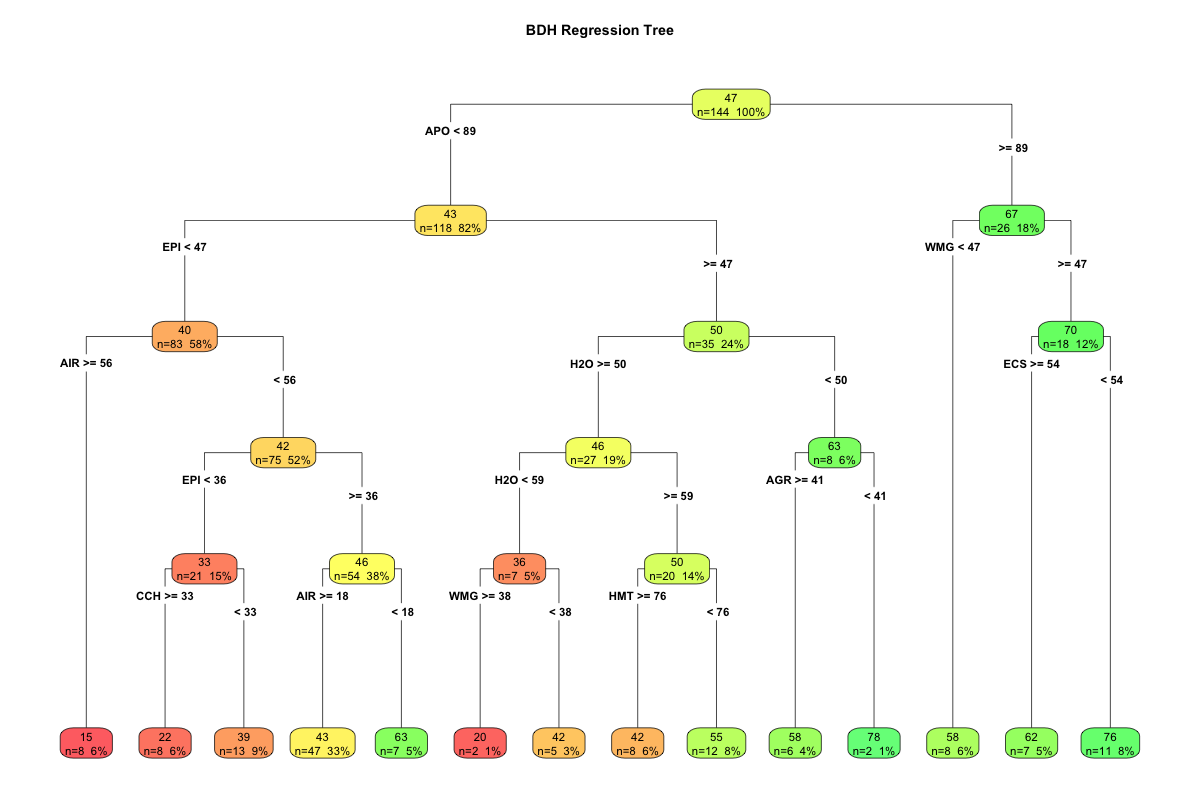 BDH Regression Tree
47
n=144 100%
APO < 89
>= 89
43
n=118 82%
67
n=26 18%
EPI < 47
>= 47
WMG < 47
>= 47
40
n=83 58%
50
n=35 24%
70
n=18 12%
AIR >= 56
< 56
H2O >= 50
< 50
ECS >= 54
< 54
42
n=75 52%
46
n=27 19%
63
n=8 6%
EPI < 36
>= 36
H2O < 59
>= 59
AGR >= 41
< 41
33
n=21 15%
46
n=54 38%
36
n=7 5%
50
n=20 14%
CCH >= 33
< 33
AIR >= 18
< 18
WMG >= 38
< 38
HMT >= 76
< 76
15
n=8 6%
22
n=8 6%
39
n=13 9%
43
n=47 33%
63
n=7 5%
20
n=2 1%
42
n=5 3%
42
n=8 6%
55
n=12 8%
58
n=6 4%
78
n=2 1%
58
n=8 6%
62
n=7 5%
76
n=11 8%